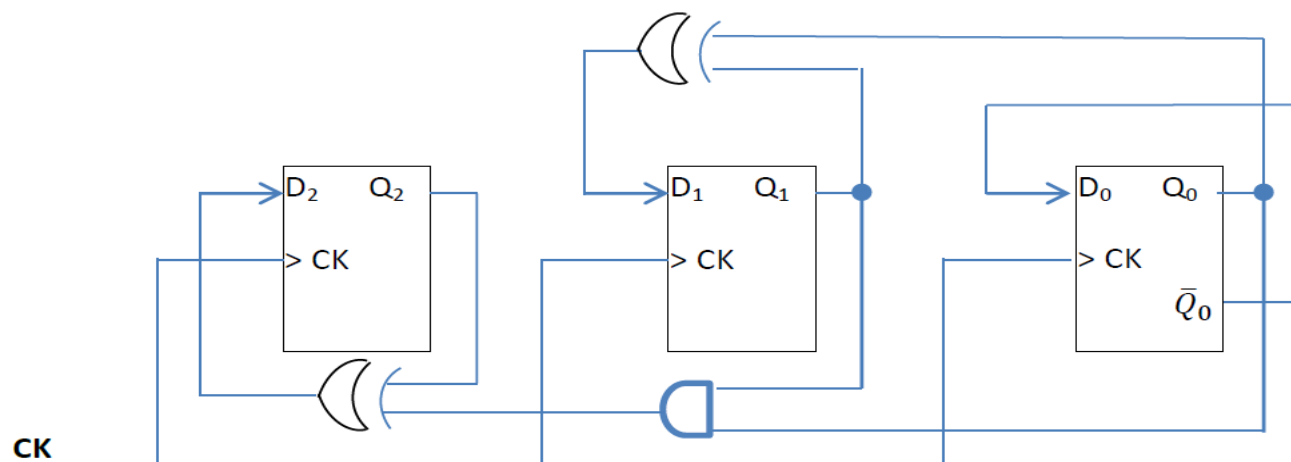 D₂ Q₂ D₁ Q₁ D₀ Q₀
> CK > CK > CK
Q̅₀
CK